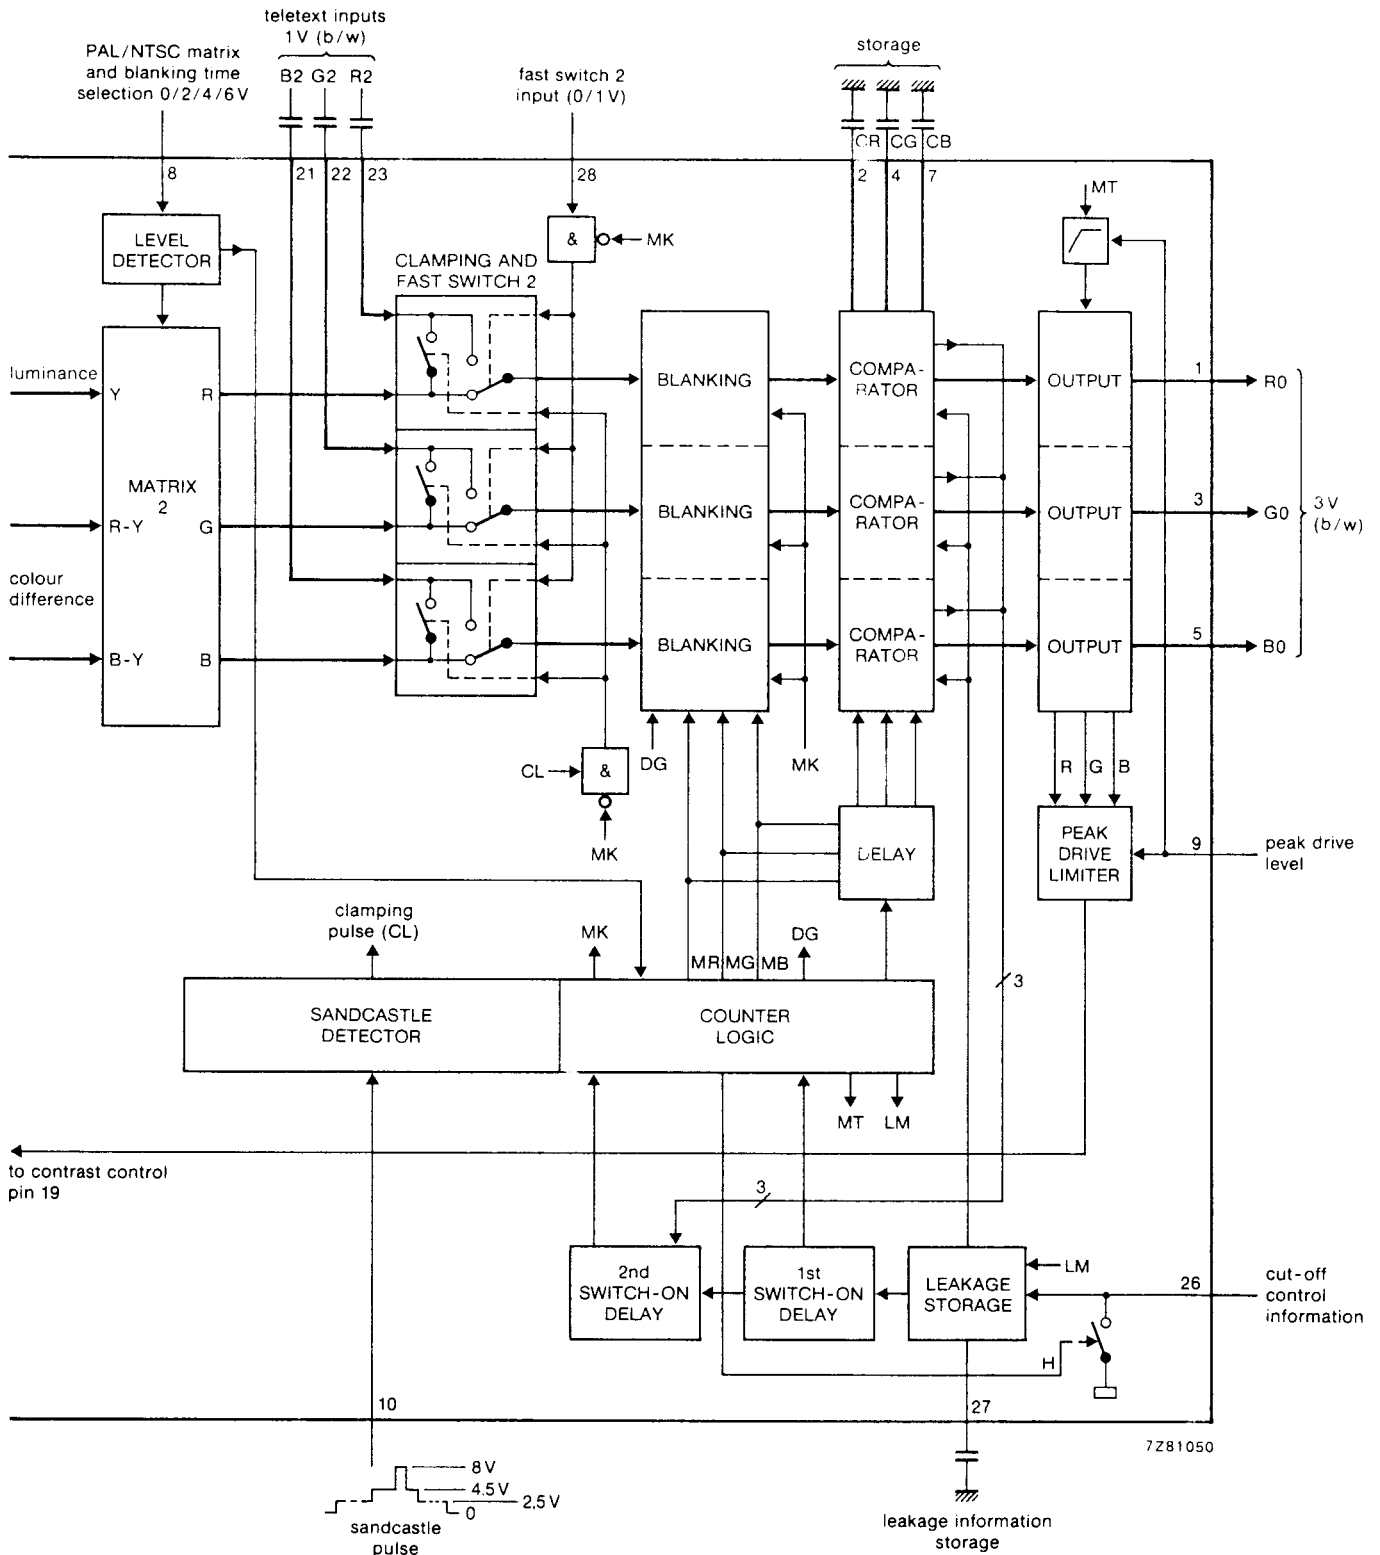 teletext inputs
1 V (b/w)
storage
PAL/NTSC matrix
and blanking time
selection 0/2/4/6 V
B2 G2 R2
fast switch 2
input (0/1 V)
CR CG CB
8
21
22
23
28
2
4
7
MT
LEVEL
DETECTOR
&
MK
CLAMPING AND
FAST SWITCH 2
luminance
Y
R
BLANKING
COMPA-
RATOR
OUTPUT
1
R0
MATRIX
2
R-Y
G
BLANKING
COMPA-
RATOR
OUTPUT
3
G0
3 V
(b/w)
colour
difference
B-Y
B
BLANKING
COMPA-
RATOR
OUTPUT
5
B0
CL
&
DG
MK
R
G
B
MK
DELAY
PEAK
DRIVE
LIMITER
9
peak drive
level
clamping
pulse (CL)
MK
MR MG MB
DG
3
SANDCASTLE
DETECTOR
COUNTER
LOGIC
MT
LM
to contrast control
pin 19
3
2nd
SWITCH-ON
DELAY
1st
SWITCH-ON
DELAY
LEAKAGE
STORAGE
LM
26
cut-off
control
information
H
10
27
7Z81050
8 V
4,5 V
2,5 V
0
sandcastle
pulse
leakage information
storage